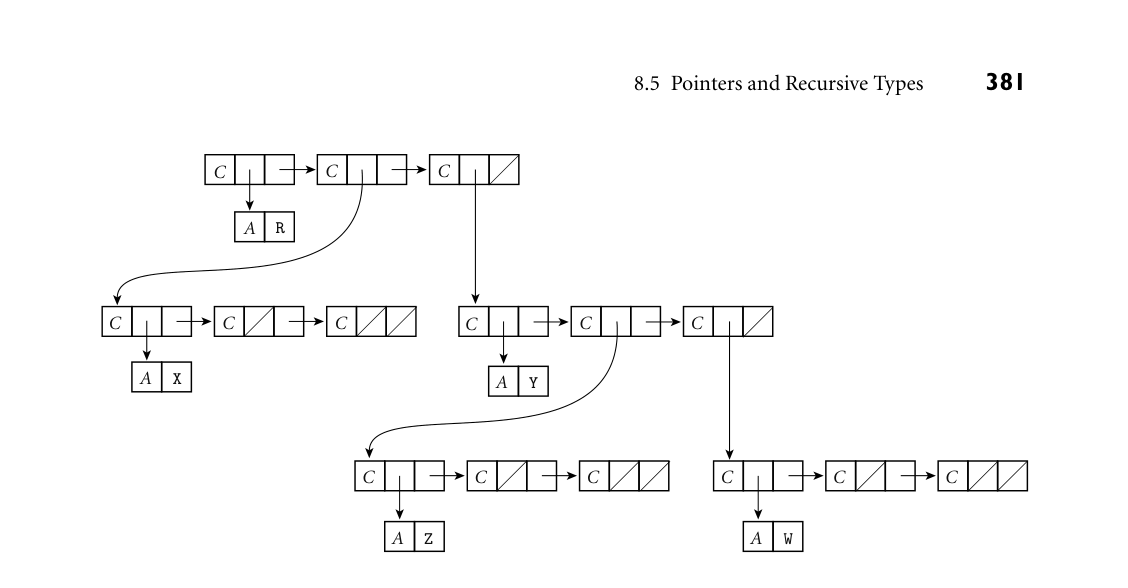 8.5 Pointers and Recursive Types 381
C C C
A R
C C C C C C
A X
A Y
C C C C C C
A Z A W